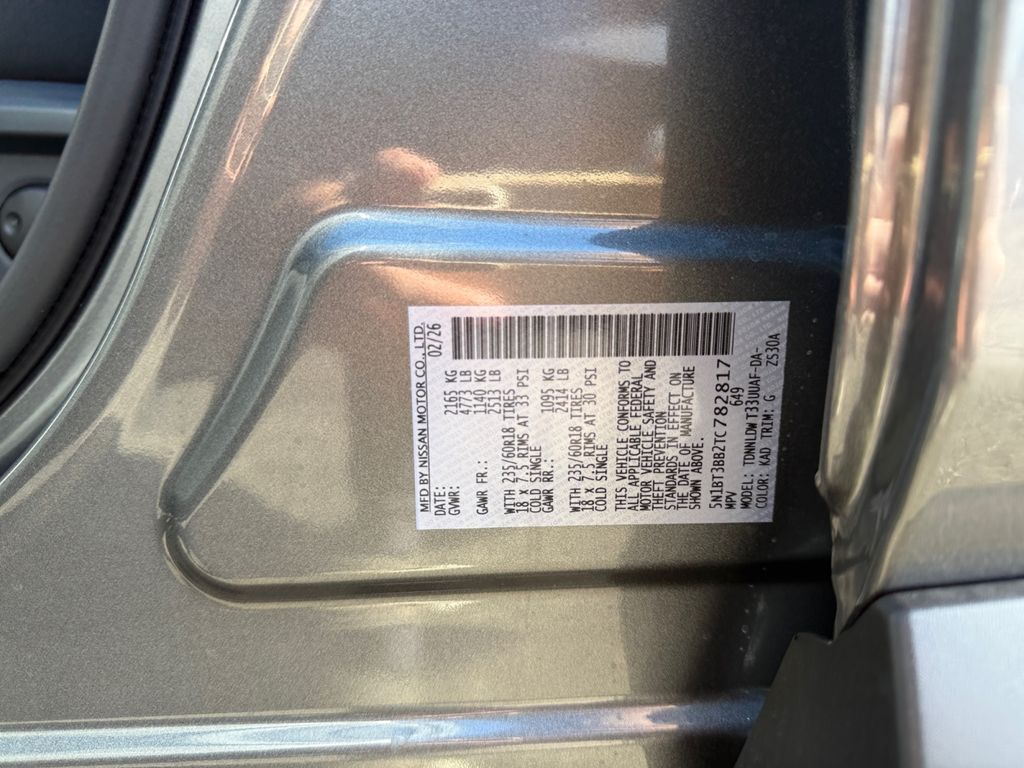 MFD.BY NISSAN MOTOR CO., LTD.
DATE: 02/26
GVWR: 2165 KG
4773 LB
GAWR FR.: 1140 KG
2513 LB
WITH 235/60R18 TIRES
18 X 7.5 RIMS AT 33 PSI
COLD SINGLE
GAWR RR.: 1095 KG
2414 LB
WITH 235/60R18 TIRES
18 X 7.5 RIMS AT 30 PSI
COLD SINGLE
THIS VEHICLE CONFORMS TO
ALL APPLICABLE FEDERAL
MOTOR VEHICLE SAFETY AND
THEFT PREVENTION
STANDARDS IN EFFECT ON
THE DATE OF MANUFACTURE
SHOWN ABOVE.
5N1BT3BB2TC782817
MPV 649
MODEL: TDNNLDWT33UUAF-DA-
COLOR: KAD TRIM: G ZS30A